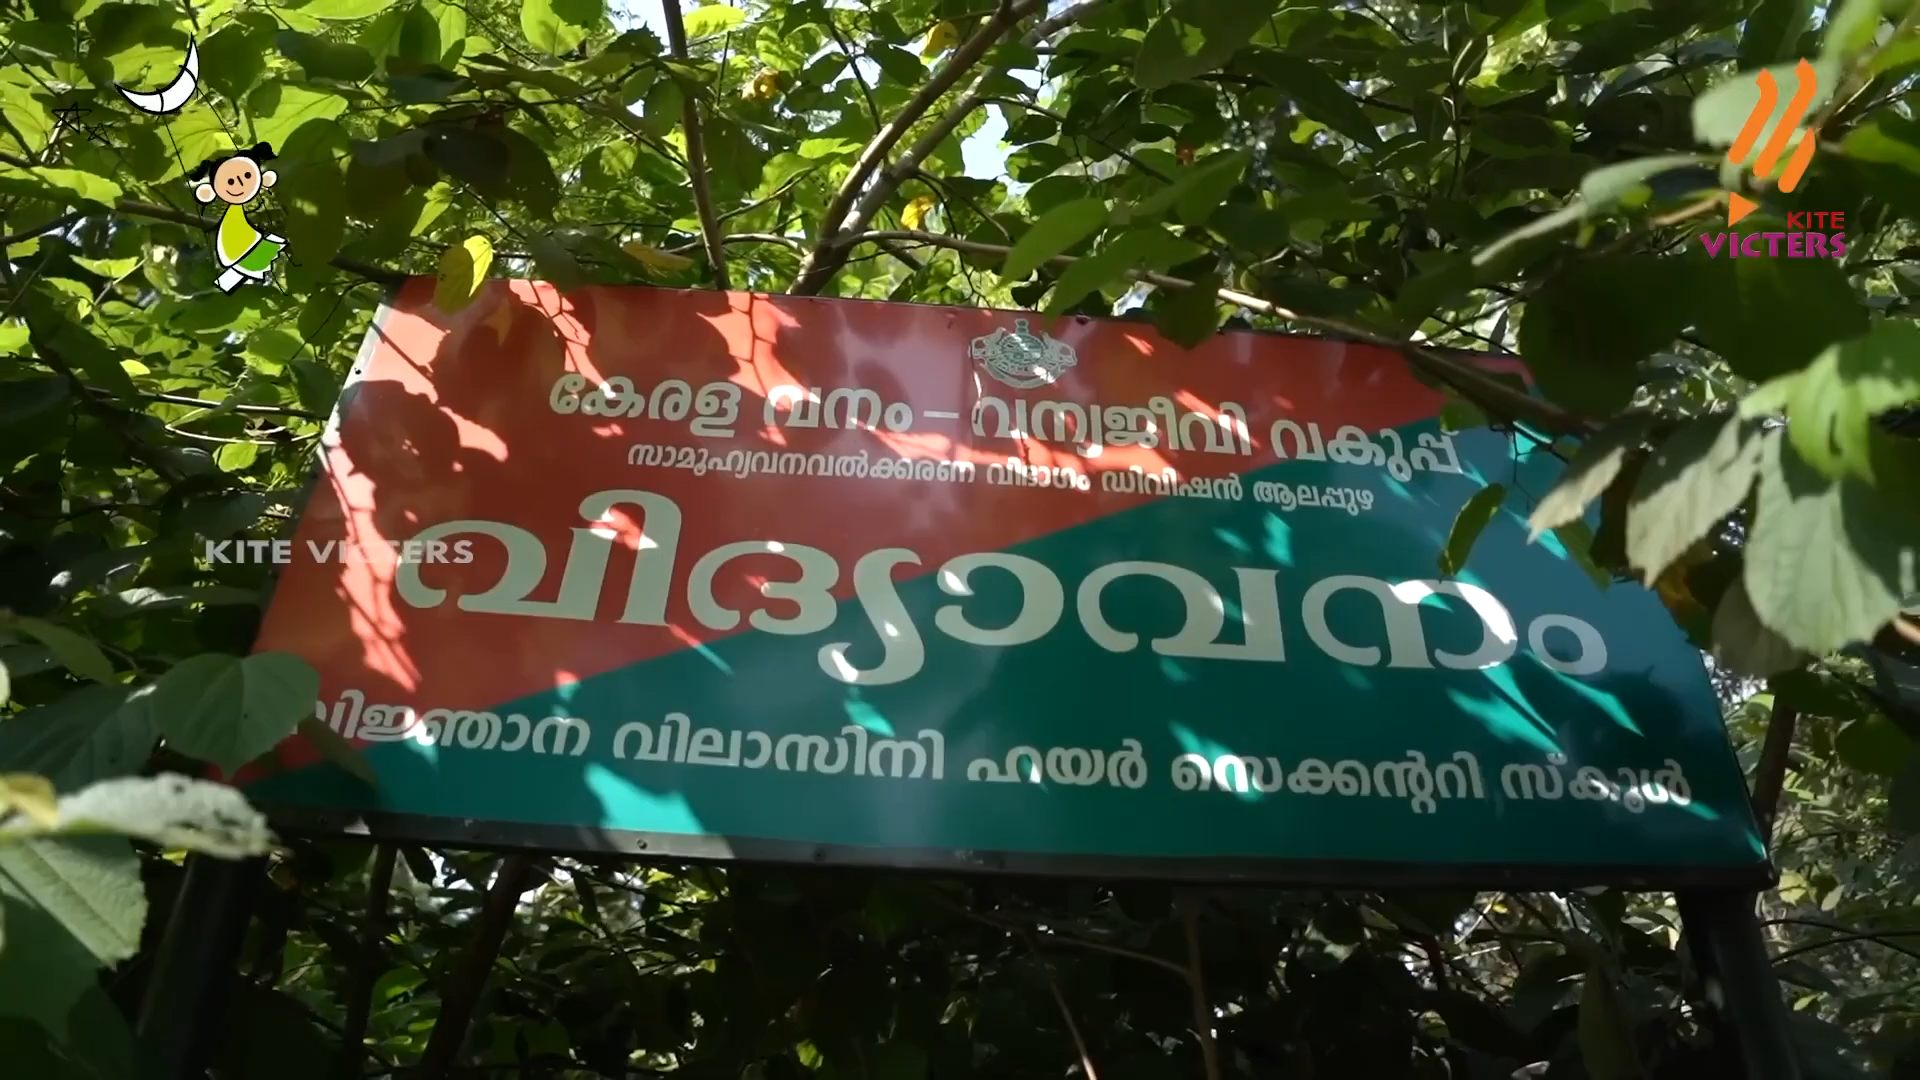 KITE
VICTERS
കേരള വനം – വന്യജീവി വകുപ്പ്
സാമൂഹ്യവനവൽക്കരണ വിഭാഗം ഡിവിഷൻ ആലപ്പുഴ
KITE VICTERS
വിദ്യാവനം
വിജ്ഞാന വിലാസിനി ഹയർ സെക്കന്ററി സ്കൂൾ